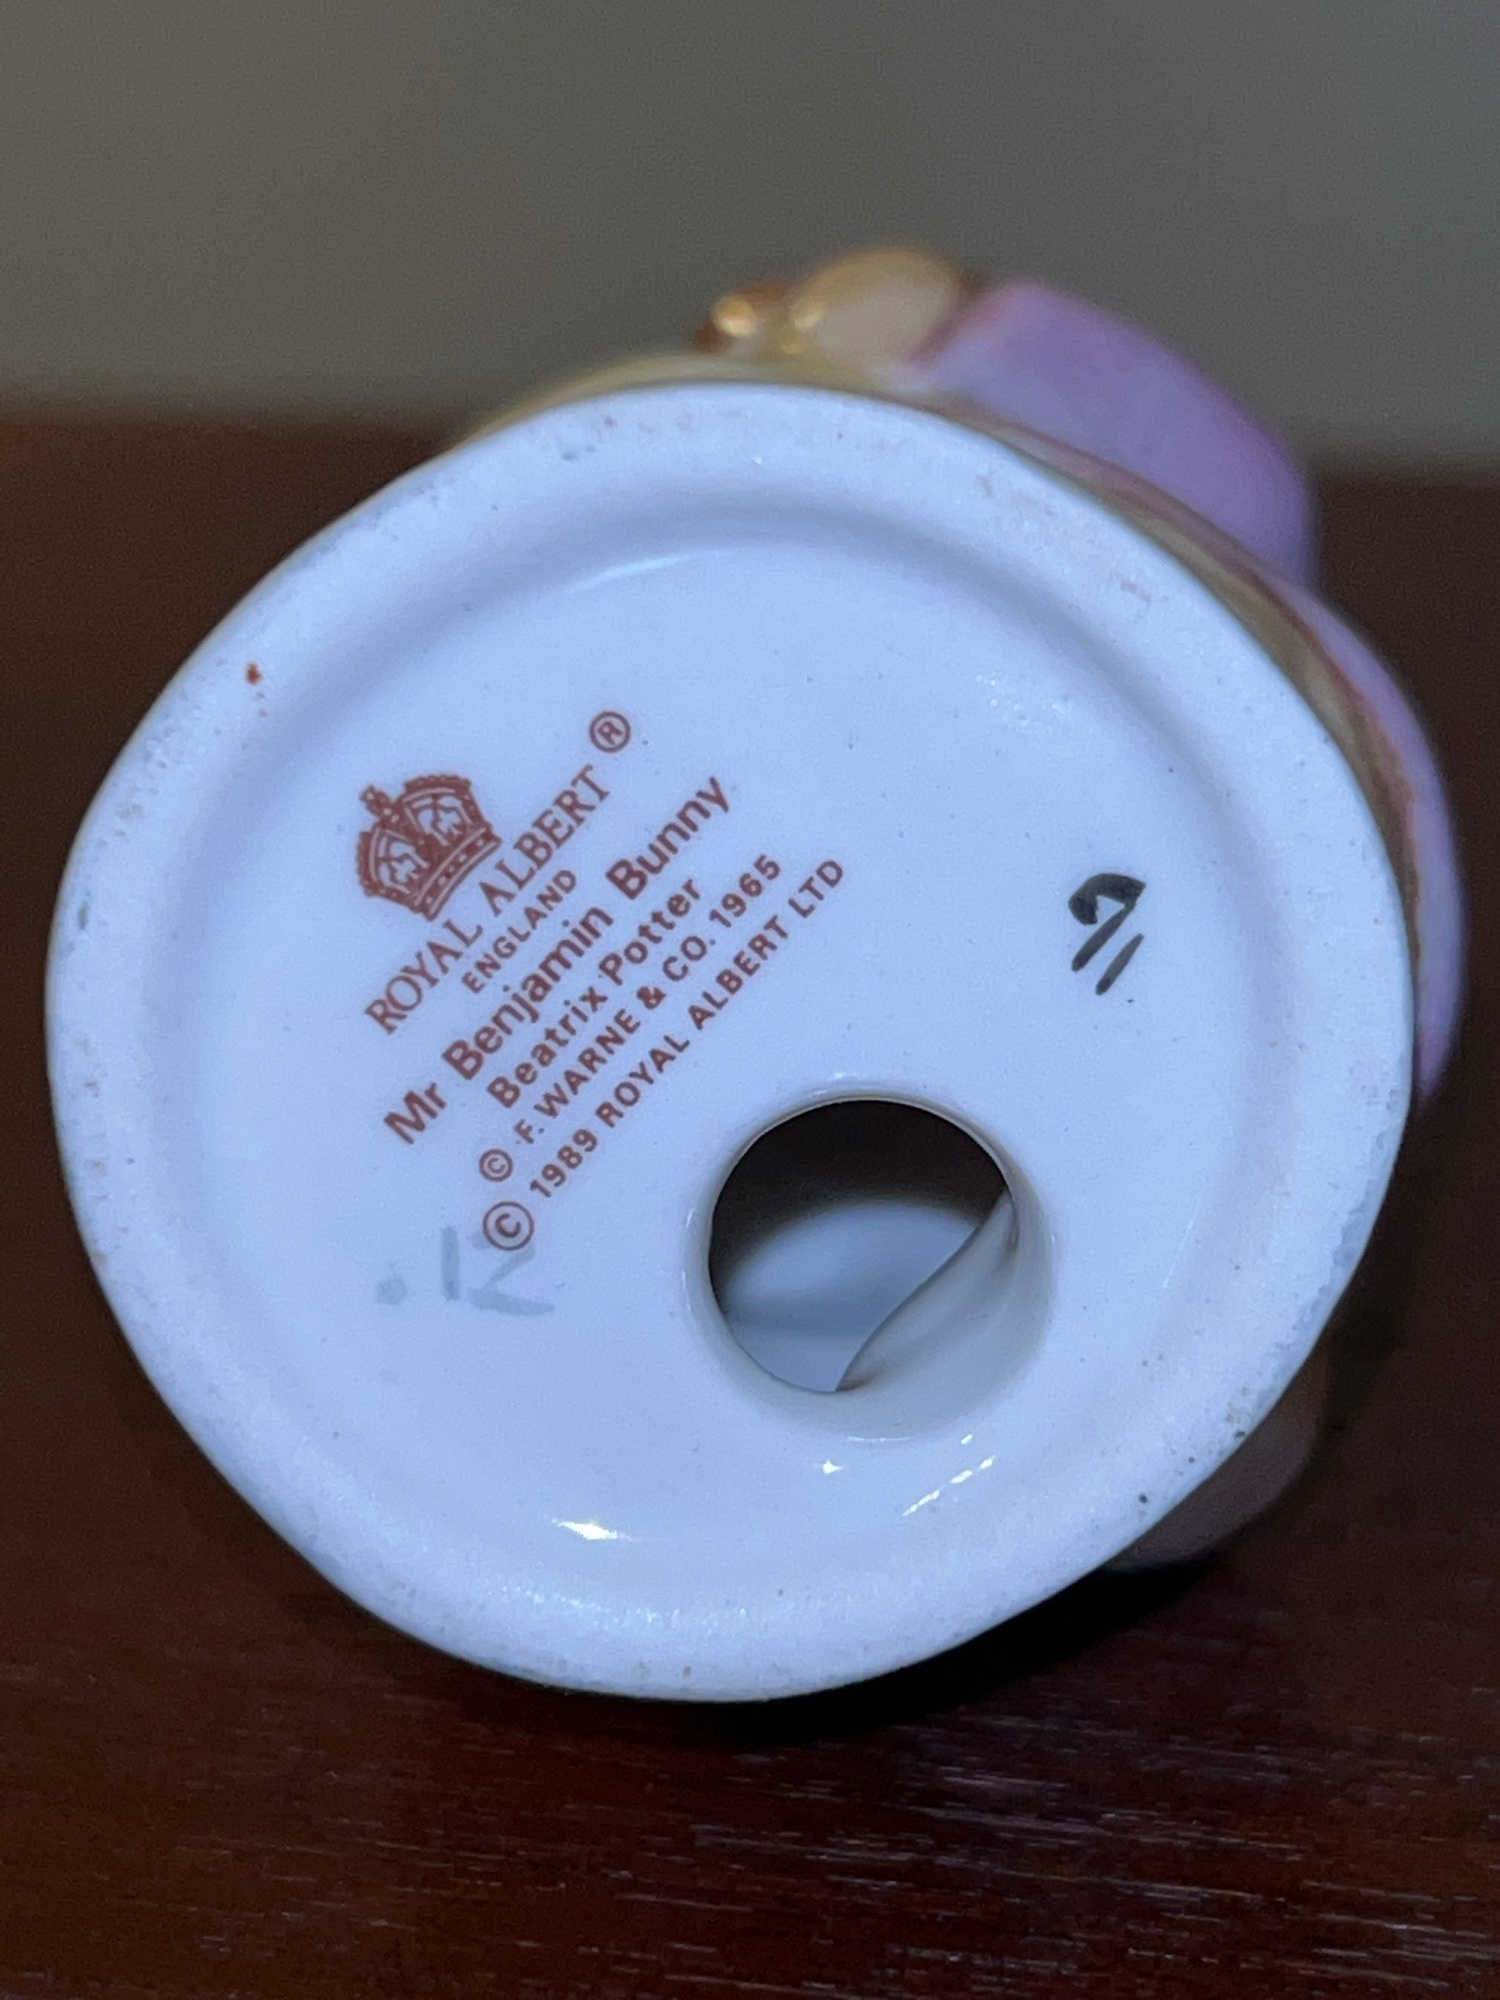 ROYAL ALBERT ®
ENGLAND
Mr Benjamin Bunny
Beatrix Potter
© F. WARNE & CO. 1965
© 1989 ROYAL ALBERT LTD